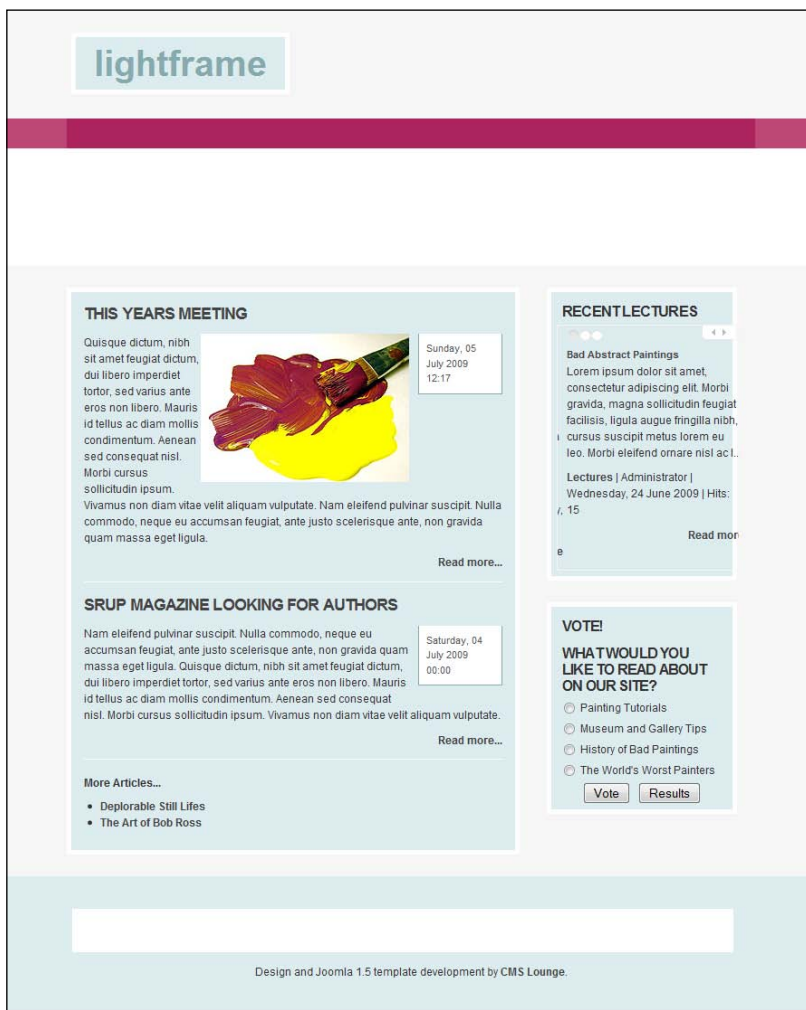 lightframe
THIS YEARS MEETING
Quisque dictum, nibh
sit amet feugiat dictum,
dui libero imperdiet
tortor, sed varius ante
eros non libero. Mauris
id tellus ac diam mollis
condimentum. Aenean
sed consequat nisl.
Morbi cursus
sollicitudin ipsum.
Vivamus non diam vitae velit aliquam vulputate. Nam eleifend pulvinar suscipit. Nulla
commodo, neque eu accumsan feugiat, ante justo scelerisque ante, non gravida
quam massa eget ligula.
Sunday, 05
July 2009
12:17
Read more...
SRUP MAGAZINE LOOKING FOR AUTHORS
Nam eleifend pulvinar suscipit. Nulla commodo, neque eu
accumsan feugiat, ante justo scelerisque ante, non gravida quam
massa eget ligula. Quisque dictum, nibh sit amet feugiat dictum,
dui libero imperdiet tortor, sed varius ante eros non libero. Mauris
id tellus ac diam mollis condimentum. Aenean sed consequat
nisl. Morbi cursus sollicitudin ipsum. Vivamus non diam vitae velit aliquam vulputate.
Saturday, 04
July 2009
00:00
Read more...
More Articles...
• Deplorable Still Lifes
• The Art of Bob Ross
RECENT LECTURES
Bad Abstract Paintings
Lorem ipsum dolor sit amet,
consectetur adipiscing elit. Morbi
gravida, magna sollicitudin feugiat
facilisis, ligula augue fringilla nibh,
cursus suscipit metus lorem eu
leo. Morbi eleifend ornare nisl ac l..
Lectures | Administrator |
Wednesday, 24 June 2009 | Hits:
15
Read mor
e
VOTE!
WHAT WOULD YOU
LIKE TO READ ABOUT
ON OUR SITE?
Painting Tutorials
Museum and Gallery Tips
History of Bad Paintings
The World's Worst Painters
Vote Results
Design and Joomla 1.5 template development by CMS Lounge.